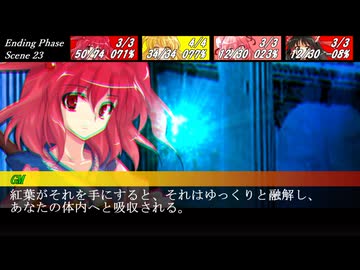 Ending Phase
Scene 23
3/3
50/74 071%
4/4
34/34 077%
3/3
12/30 023%
3/3
12/30 -08%
GM
紅葉がそれを手にすると、それはゆっくりと融解し、
あなたの体内へと吸収される。